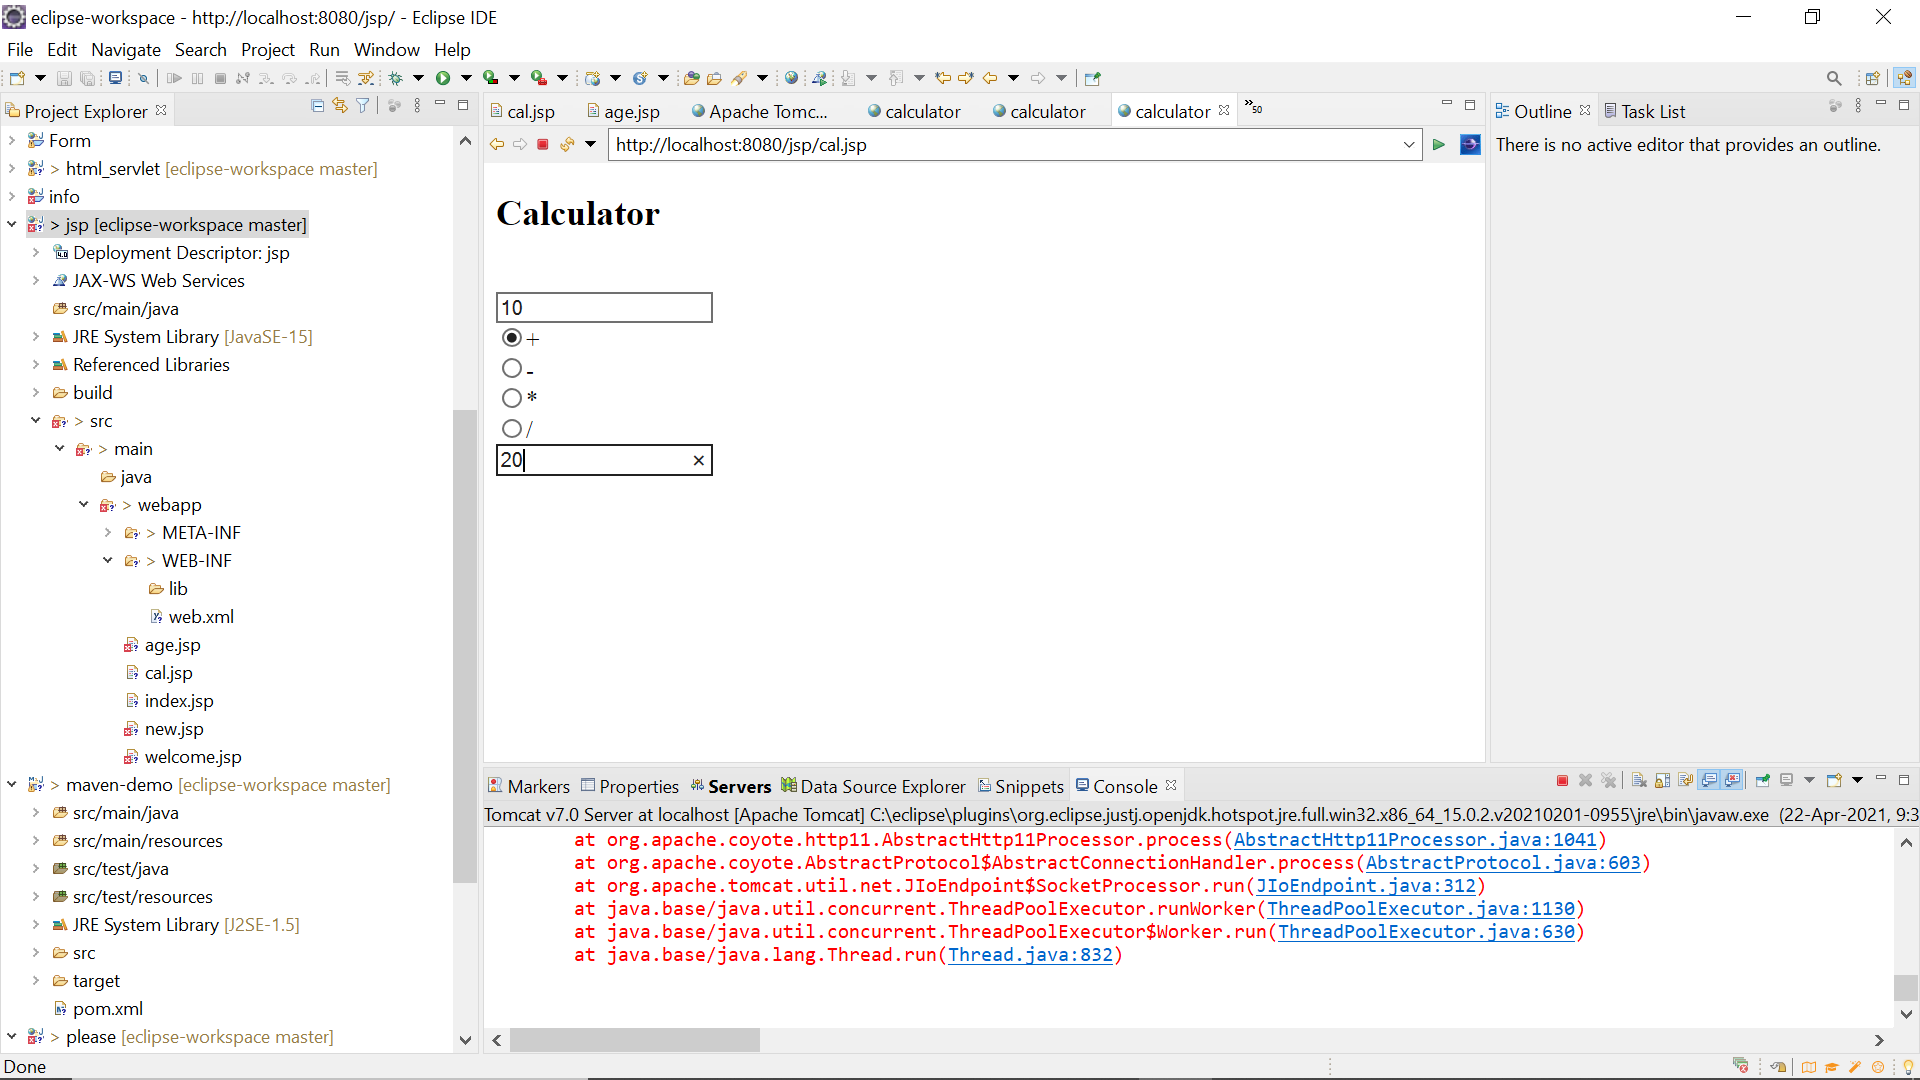 eclipse-workspace - http://localhost:8080/jsp/ - Eclipse IDE
File Edit Navigate Search Project Run Window Help
Project Explorer
Form
> html_servlet [eclipse-workspace master]
info
> jsp [eclipse-workspace master]
Deployment Descriptor: jsp
JAX-WS Web Services
src/main/java
JRE System Library [JavaSE-15]
Referenced Libraries
build
> src
> main
java
> webapp
> META-INF
> WEB-INF
lib
web.xml
age.jsp
cal.jsp
index.jsp
new.jsp
welcome.jsp
> maven-demo [eclipse-workspace master]
src/main/java
src/main/resources
src/test/java
src/test/resources
JRE System Library [J2SE-1.5]
src
target
pom.xml
> please [eclipse-workspace master]
cal.jsp age.jsp Apache Tomc... calculator calculator calculator »50
http://localhost:8080/jsp/cal.jsp
Calculator
10
+
-
*
/
20
Outline Task List
There is no active editor that provides an outline.
Markers Properties Servers Data Source Explorer Snippets Console
Tomcat v7.0 Server at localhost [Apache Tomcat] C:\eclipse\plugins\org.eclipse.justj.openjdk.hotspot.jre.full.win32.x86_64_15.0.2.v20210201-0955\jre\bin\javaw.exe (22-Apr-2021, 9:3
at org.apache.coyote.http11.AbstractHttp11Processor.process(AbstractHttp11Processor.java:1041)
at org.apache.coyote.AbstractProtocol$AbstractConnectionHandler.process(AbstractProtocol.java:603)
at org.apache.tomcat.util.net.JIoEndpoint$SocketProcessor.run(JIoEndpoint.java:312)
at java.base/java.util.concurrent.ThreadPoolExecutor.runWorker(ThreadPoolExecutor.java:1130)
at java.base/java.util.concurrent.ThreadPoolExecutor$Worker.run(ThreadPoolExecutor.java:630)
at java.base/java.lang.Thread.run(Thread.java:832)
Done